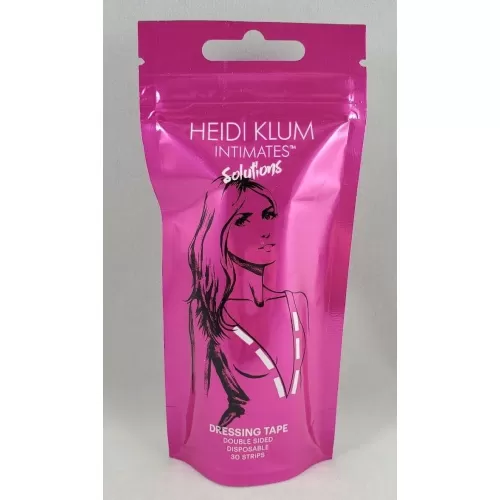 HEIDI KLUM
INTIMATES™
Solutions
DRESSING TAPE
DOUBLE SIDED
DISPOSABLE
30 STRIPS